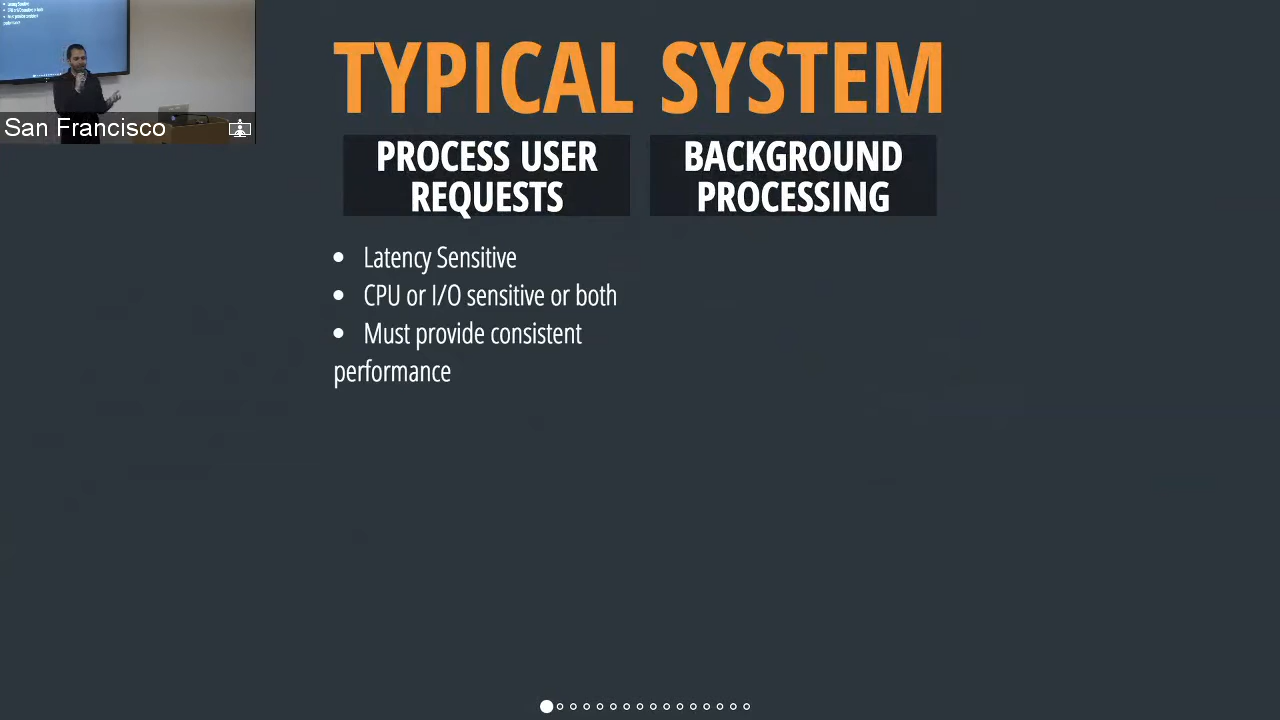 San Francisco
TYPICAL SYSTEM
PROCESS USER
REQUESTS
BACKGROUND
PROCESSING
Latency Sensitive
CPU or I/O sensitive or both
Must provide consistent
performance